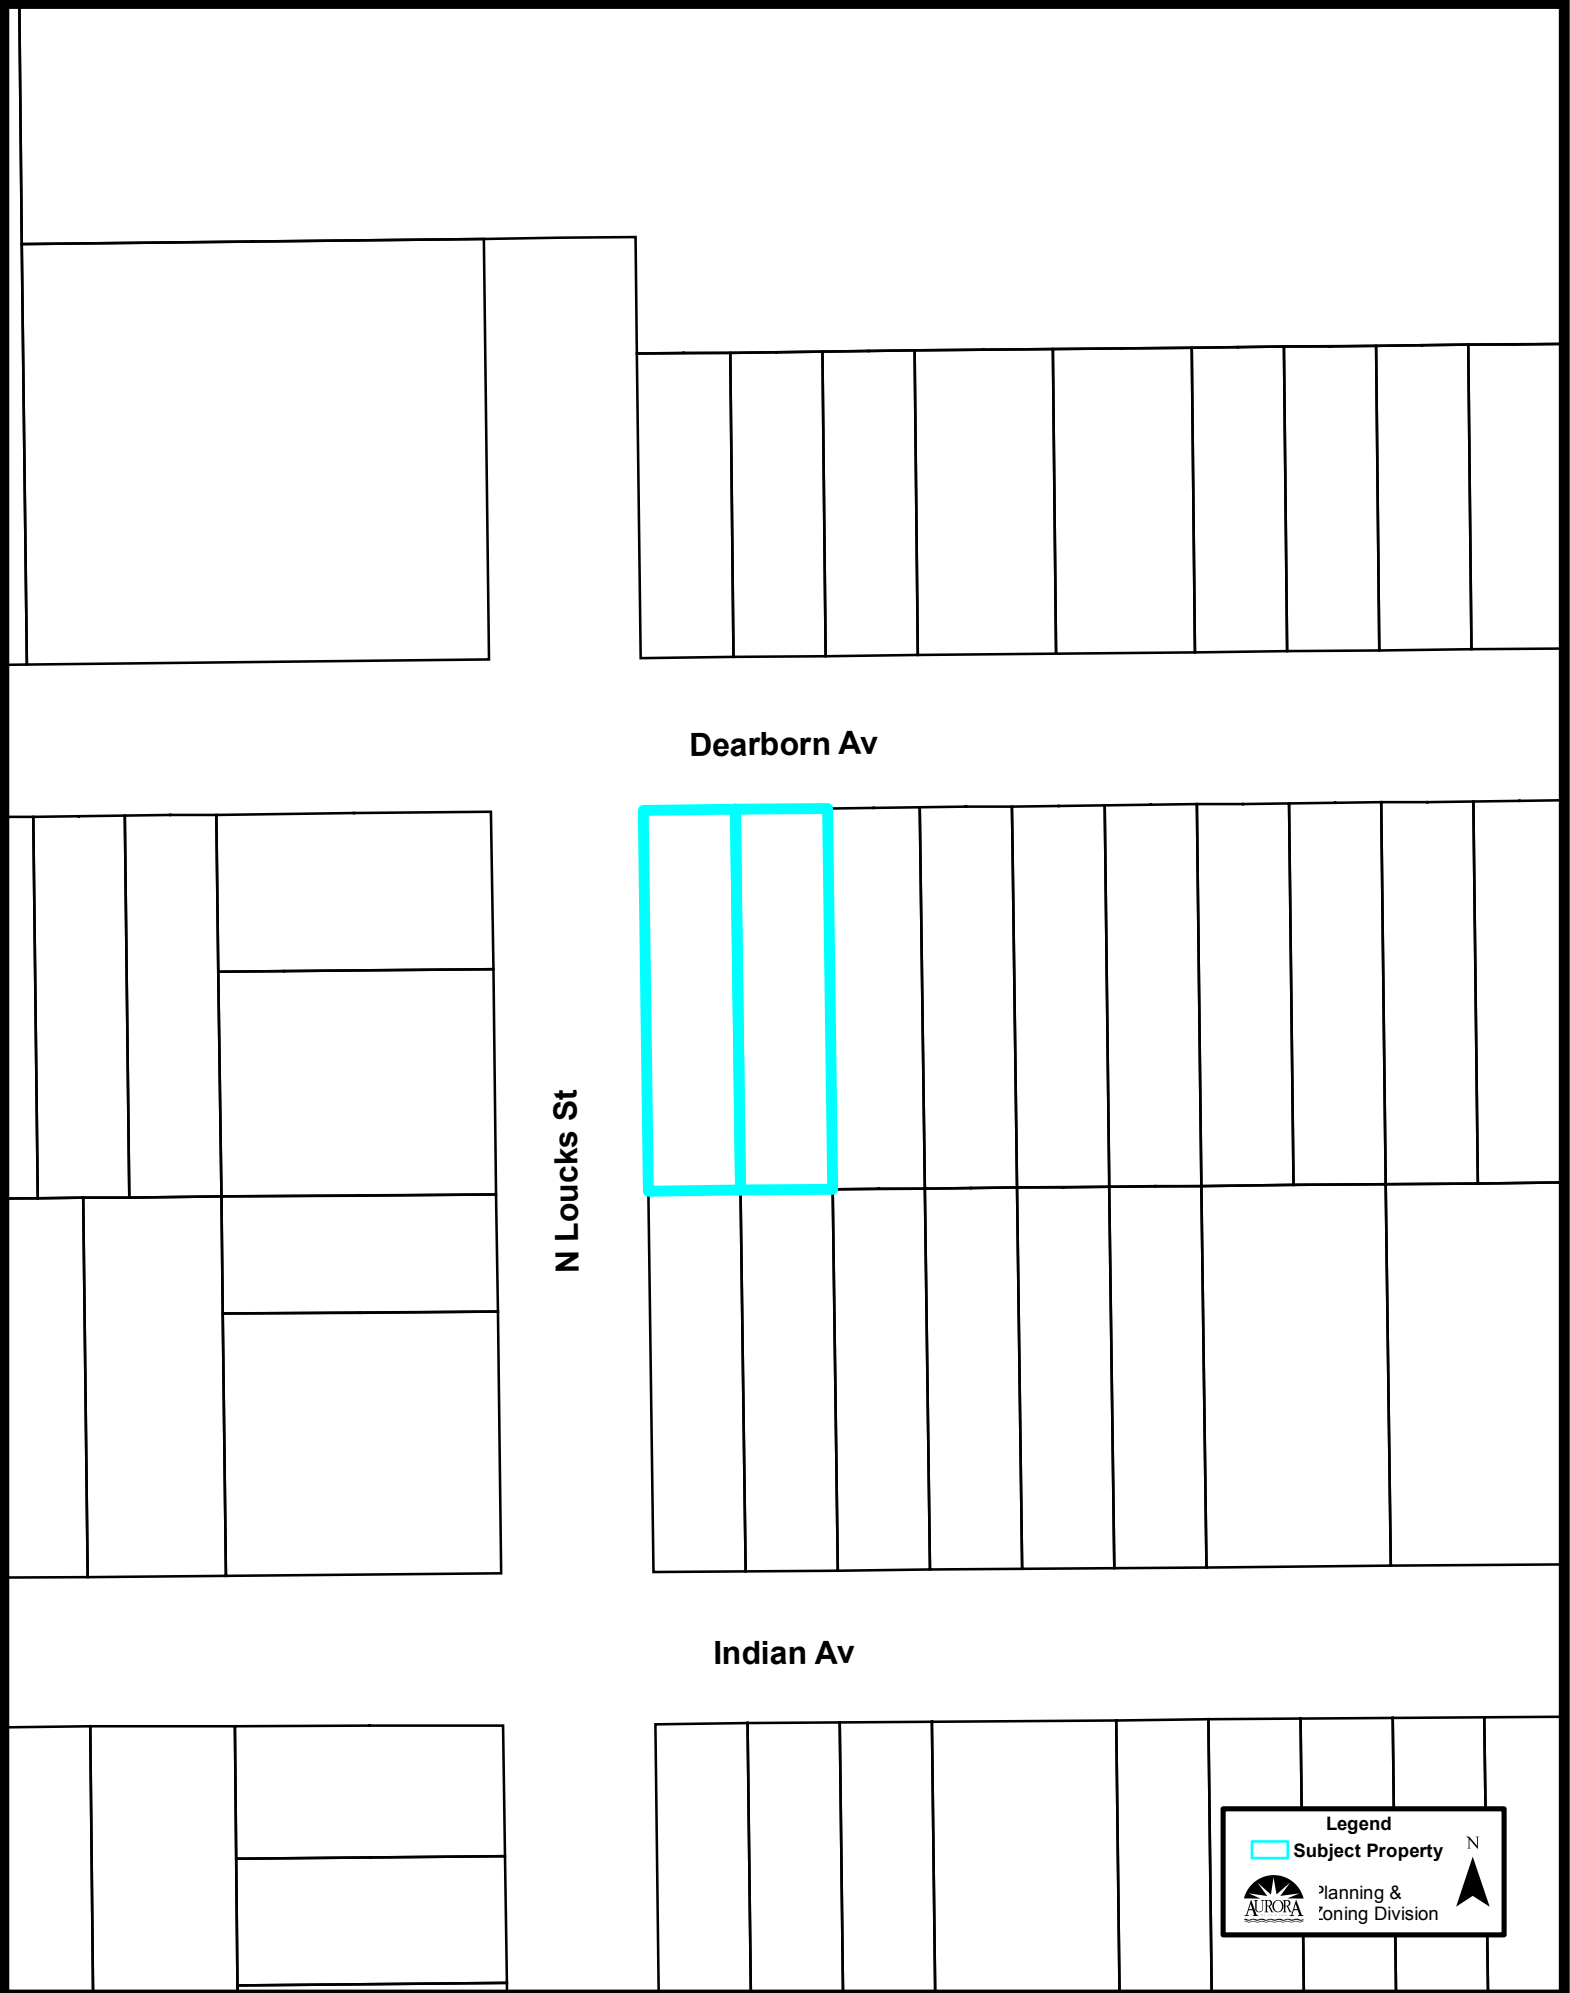 Dearborn Av
N Loucks St
Indian Av
Legend
Subject Property
N
AURORA
Planning &
Zoning Division